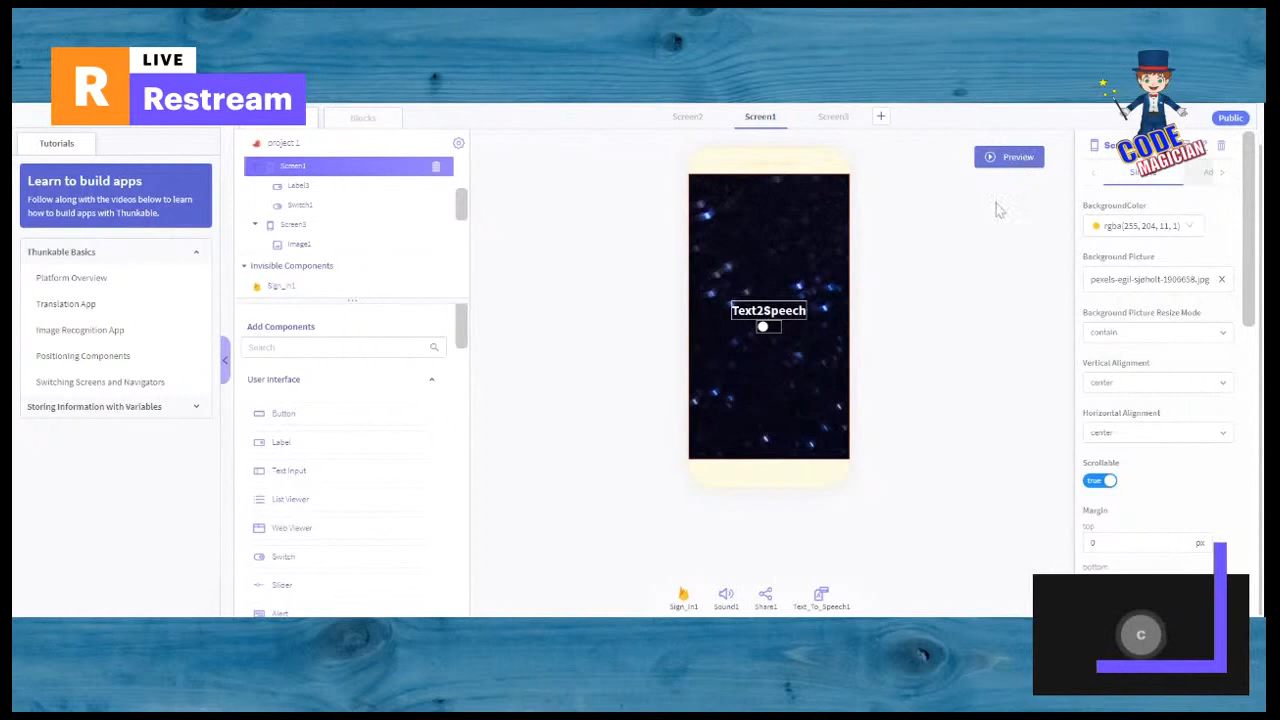 R
LIVE
Restream
CODE
MAGICIAN
Blocks
Screen2
Screen1
Screen3
+
Public
Tutorials
project 1
Screen1
Label3
Switch1
Screen3
Image1
Invisible Components
Sign_In1
Learn to build apps
Follow along with the videos below to learn
how to build apps with Thunkable.
Thunkable Basics
Platform Overview
Translation App
Image Recognition App
Positioning Components
Switching Screens and Navigators
Storing Information with Variables
Add Components
Search
User Interface
Button
Label
Text Input
List Viewer
Web Viewer
Switch
Slider
Alert
Text2Speech
Preview
Sign_In1
Sound1
Share1
Text_To_Speech1
BackgroundColor
rgba(255, 204, 11, 1)
Background Picture
pexels-egil-sjøholt-1906658.jpg
Background Picture Resize Mode
contain
Vertical Alignment
center
Horizontal Alignment
center
Scrollable
true
Margin
top
0
px
bottom
C